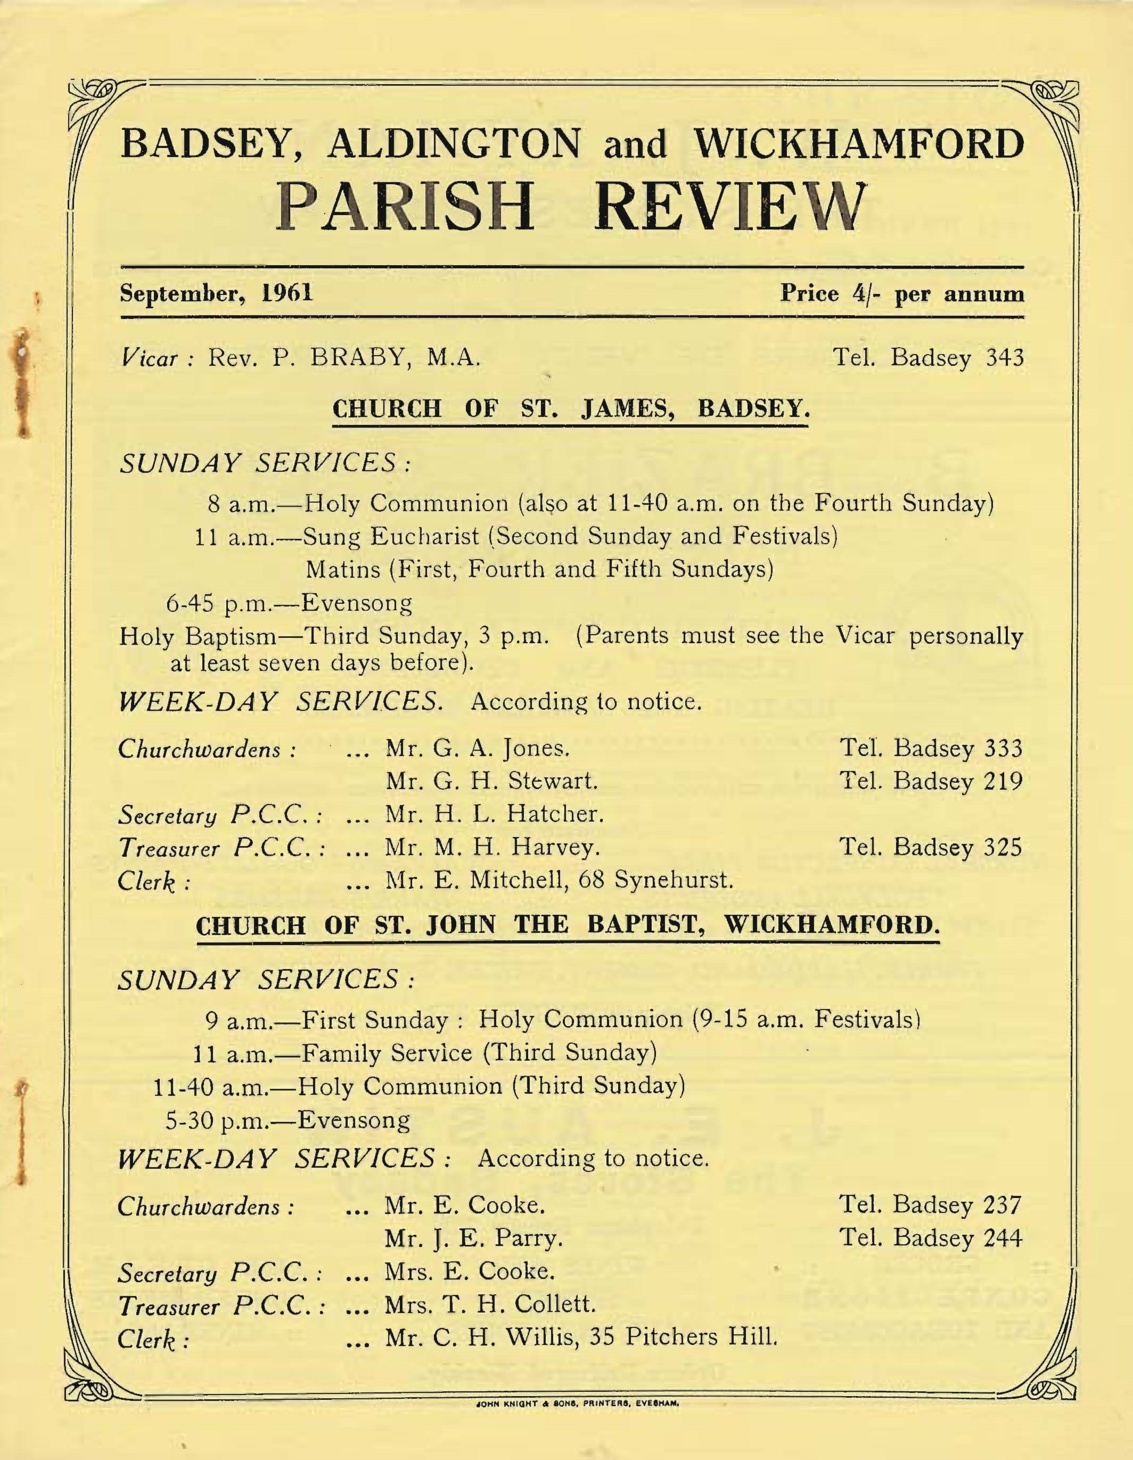 BADSEY, ALDINGTON and WICKHAMFORD
PARISH REVIEW
September, 1961 Price 4/- per annum
Vicar : Rev. P. BRABY, M.A. Tel. Badsey 343
CHURCH OF ST. JAMES, BADSEY.
SUNDAY SERVICES :
8 a.m.—Holy Communion (also at 11-40 a.m. on the Fourth Sunday)
11 a.m.—Sung Eucharist (Second Sunday and Festivals)
Matins (First, Fourth and Fifth Sundays)
6-45 p.m.—Evensong
Holy Baptism—Third Sunday, 3 p.m. (Parents must see the Vicar personally
at least seven days before).
WEEK-DAY SERVICES. According to notice.
Churchwardens : ... Mr. G. A. Jones. Tel. Badsey 333
Mr. G. H. Stewart. Tel. Badsey 219
Secretary P.C.C. : ... Mr. H. L. Hatcher.
Treasurer P.C.C. : ... Mr. M. H. Harvey. Tel. Badsey 325
Clerk : ... Mr. E. Mitchell, 68 Synehurst.
CHURCH OF ST. JOHN THE BAPTIST, WICKHAMFORD.
SUNDAY SERVICES :
9 a.m.—First Sunday : Holy Communion (9-15 a.m. Festivals)
11 a.m.—Family Service (Third Sunday)
11-40 a.m.—Holy Communion (Third Sunday)
5-30 p.m.—Evensong
WEEK-DAY SERVICES : According to notice.
Churchwardens : ... Mr. E. Cooke. Tel. Badsey 237
Mr. J. E. Parry. Tel. Badsey 244
Secretary P.C.C. : ... Mrs. E. Cooke.
Treasurer P.C.C. : ... Mrs. T. H. Collett.
Clerk : ... Mr. C. H. Willis, 35 Pitchers Hill.
JOHN KNIGHT & SONS, PRINTERS, EVESHAM.